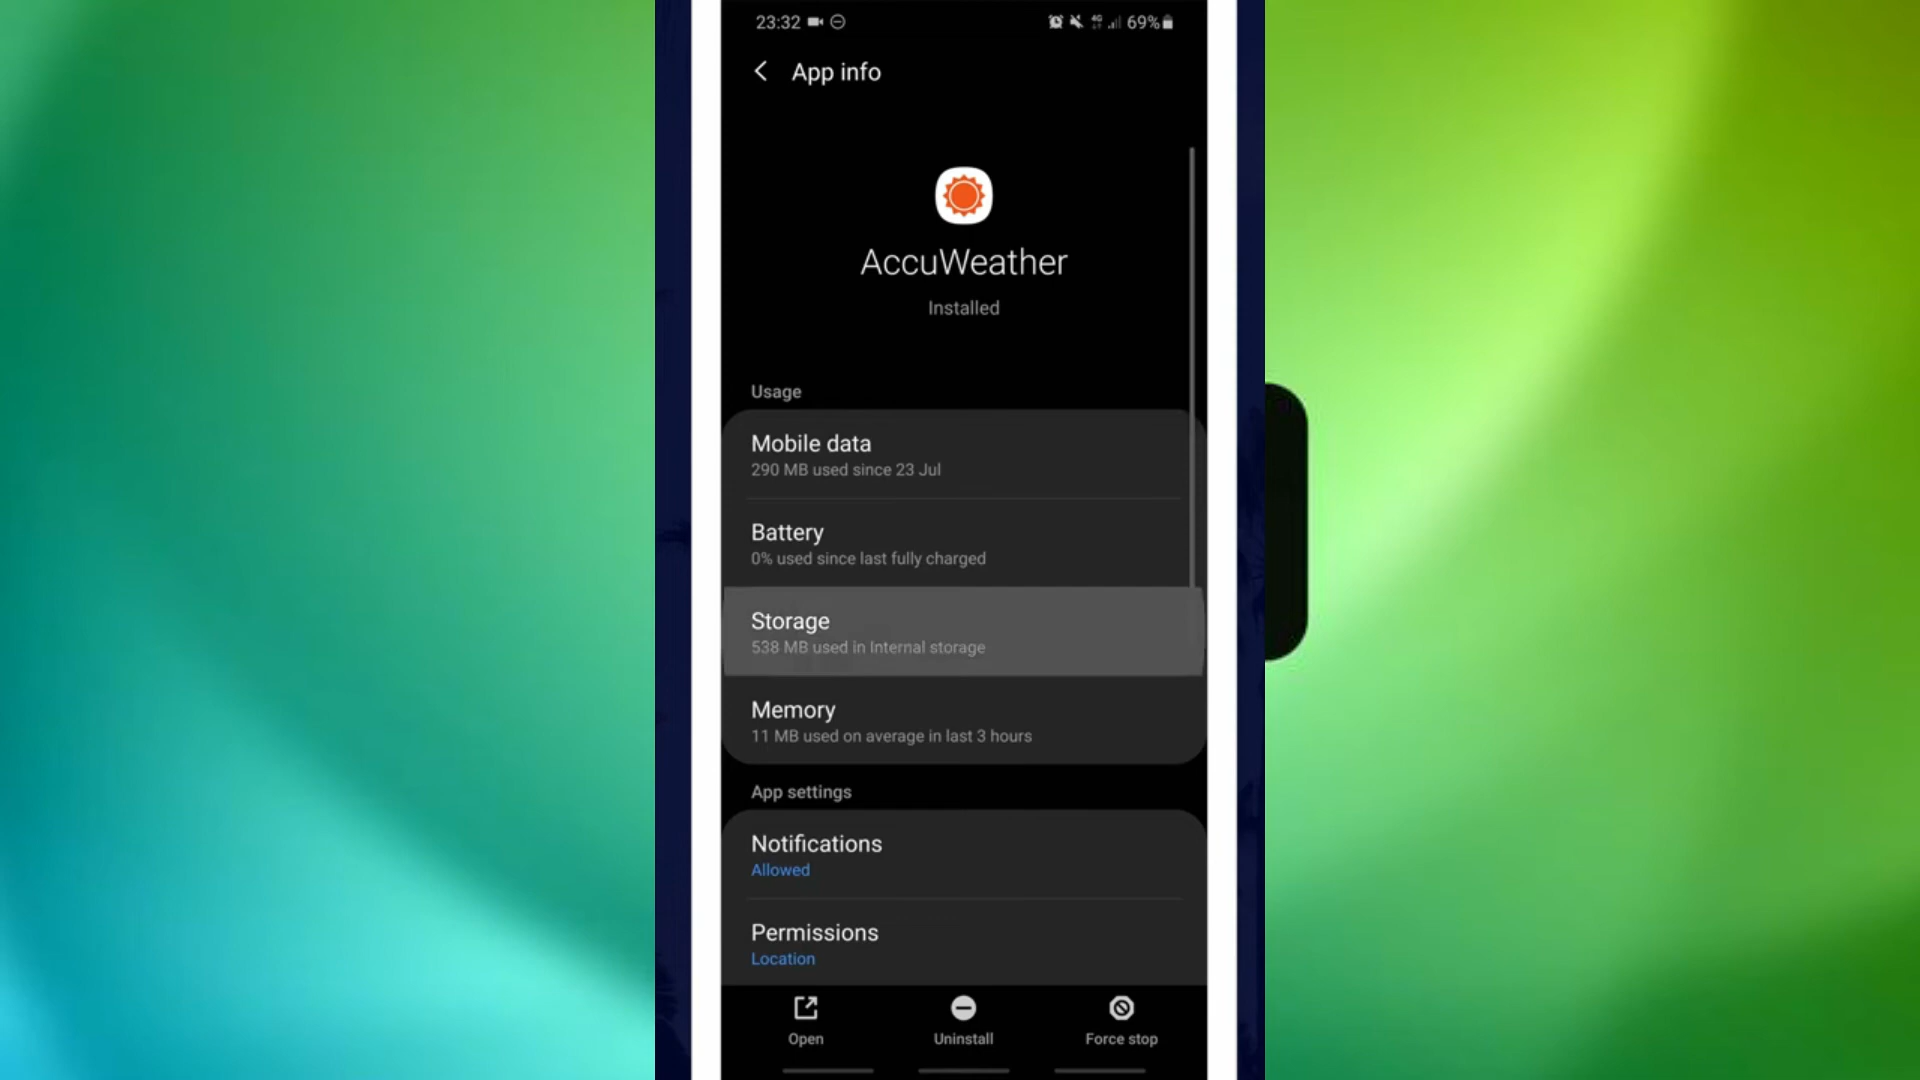 23:32 4G 69%
App info
AccuWeather
Installed
Usage
Mobile data
290 MB used since 23 Jul
Battery
0% used since last fully charged
Storage
538 MB used in Internal storage
Memory
11 MB used on average in last 3 hours
App settings
Notifications
Allowed
Permissions
Location
Open Uninstall Force stop